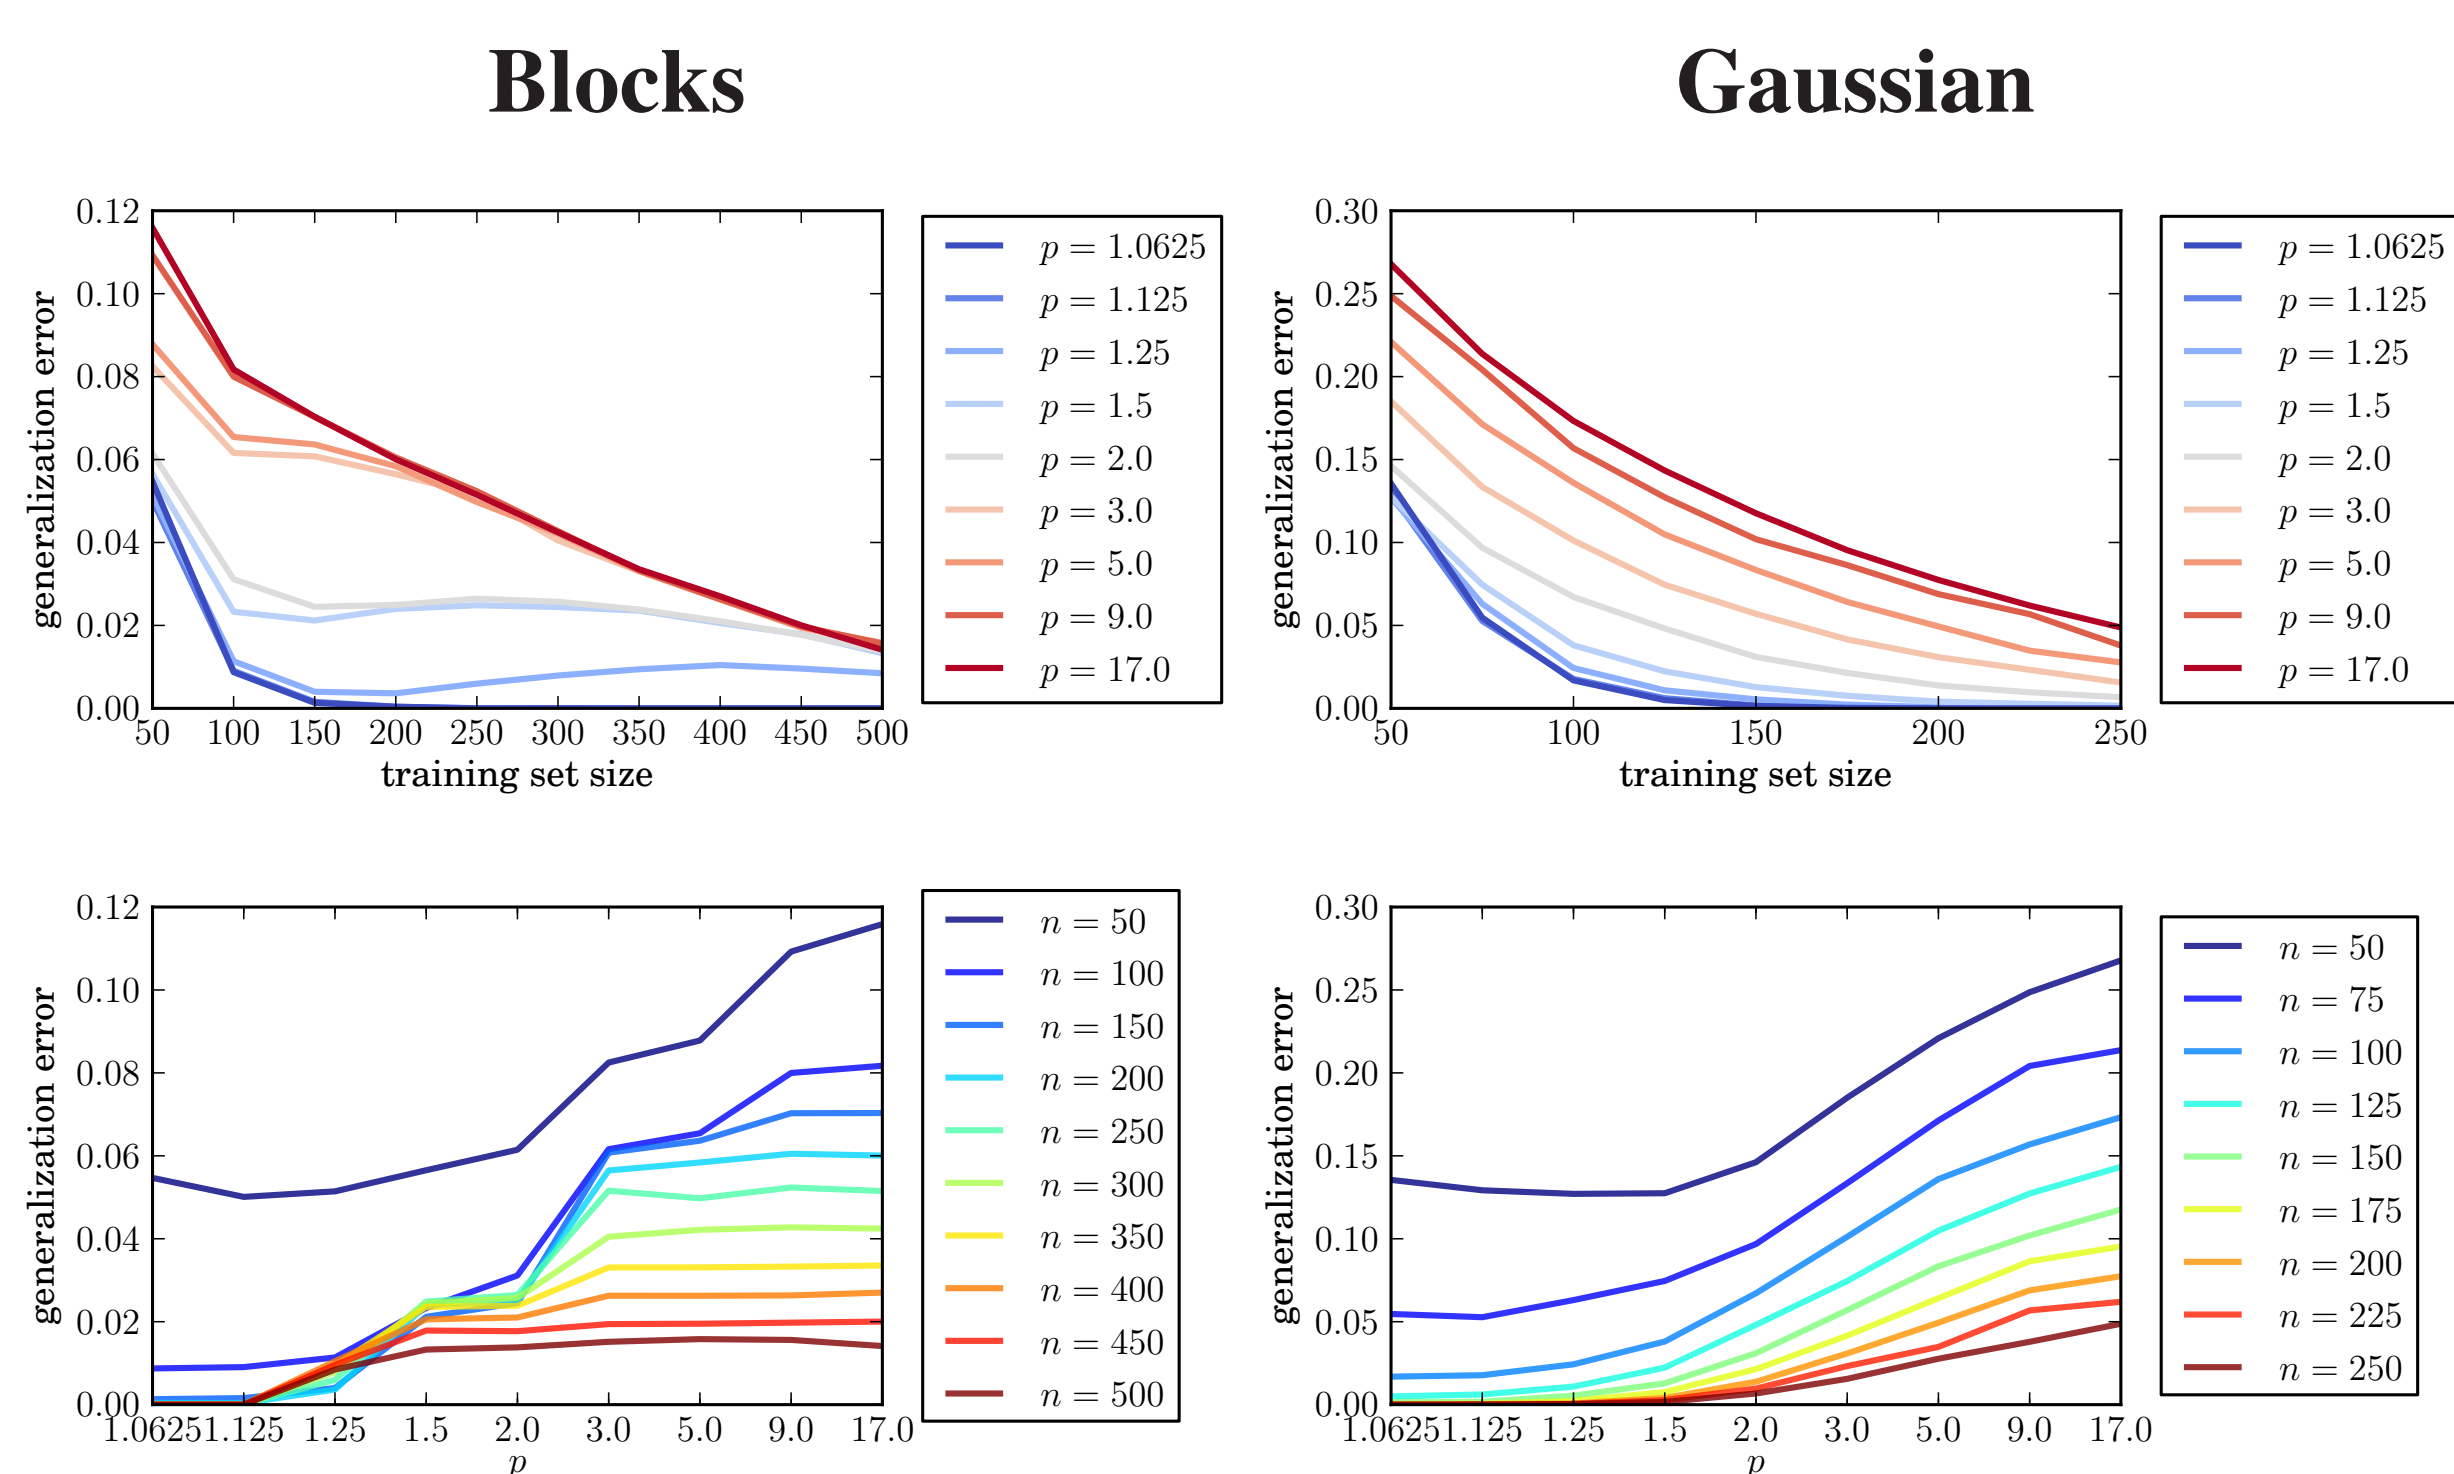 Blocks
Gaussian
0.12
0.10
0.08
0.06
0.04
0.02
0.00
generalization error
50 100 150 200 250 300 350 400 450 500
training set size
p = 1.0625
p = 1.125
p = 1.25
p = 1.5
p = 2.0
p = 3.0
p = 5.0
p = 9.0
p = 17.0
0.30
0.25
0.20
0.15
0.10
0.05
0.00
generalization error
50 100 150 200 250
training set size
p = 1.0625
p = 1.125
p = 1.25
p = 1.5
p = 2.0
p = 3.0
p = 5.0
p = 9.0
p = 17.0
0.12
0.10
0.08
0.06
0.04
0.02
0.00
generalization error
1.0625 1.125 1.25 1.5 2.0 3.0 5.0 9.0 17.0
p
n = 50
n = 100
n = 150
n = 200
n = 250
n = 300
n = 350
n = 400
n = 450
n = 500
0.30
0.25
0.20
0.15
0.10
0.05
0.00
generalization error
1.0625 1.125 1.25 1.5 2.0 3.0 5.0 9.0 17.0
p
n = 50
n = 75
n = 100
n = 125
n = 150
n = 175
n = 200
n = 225
n = 250